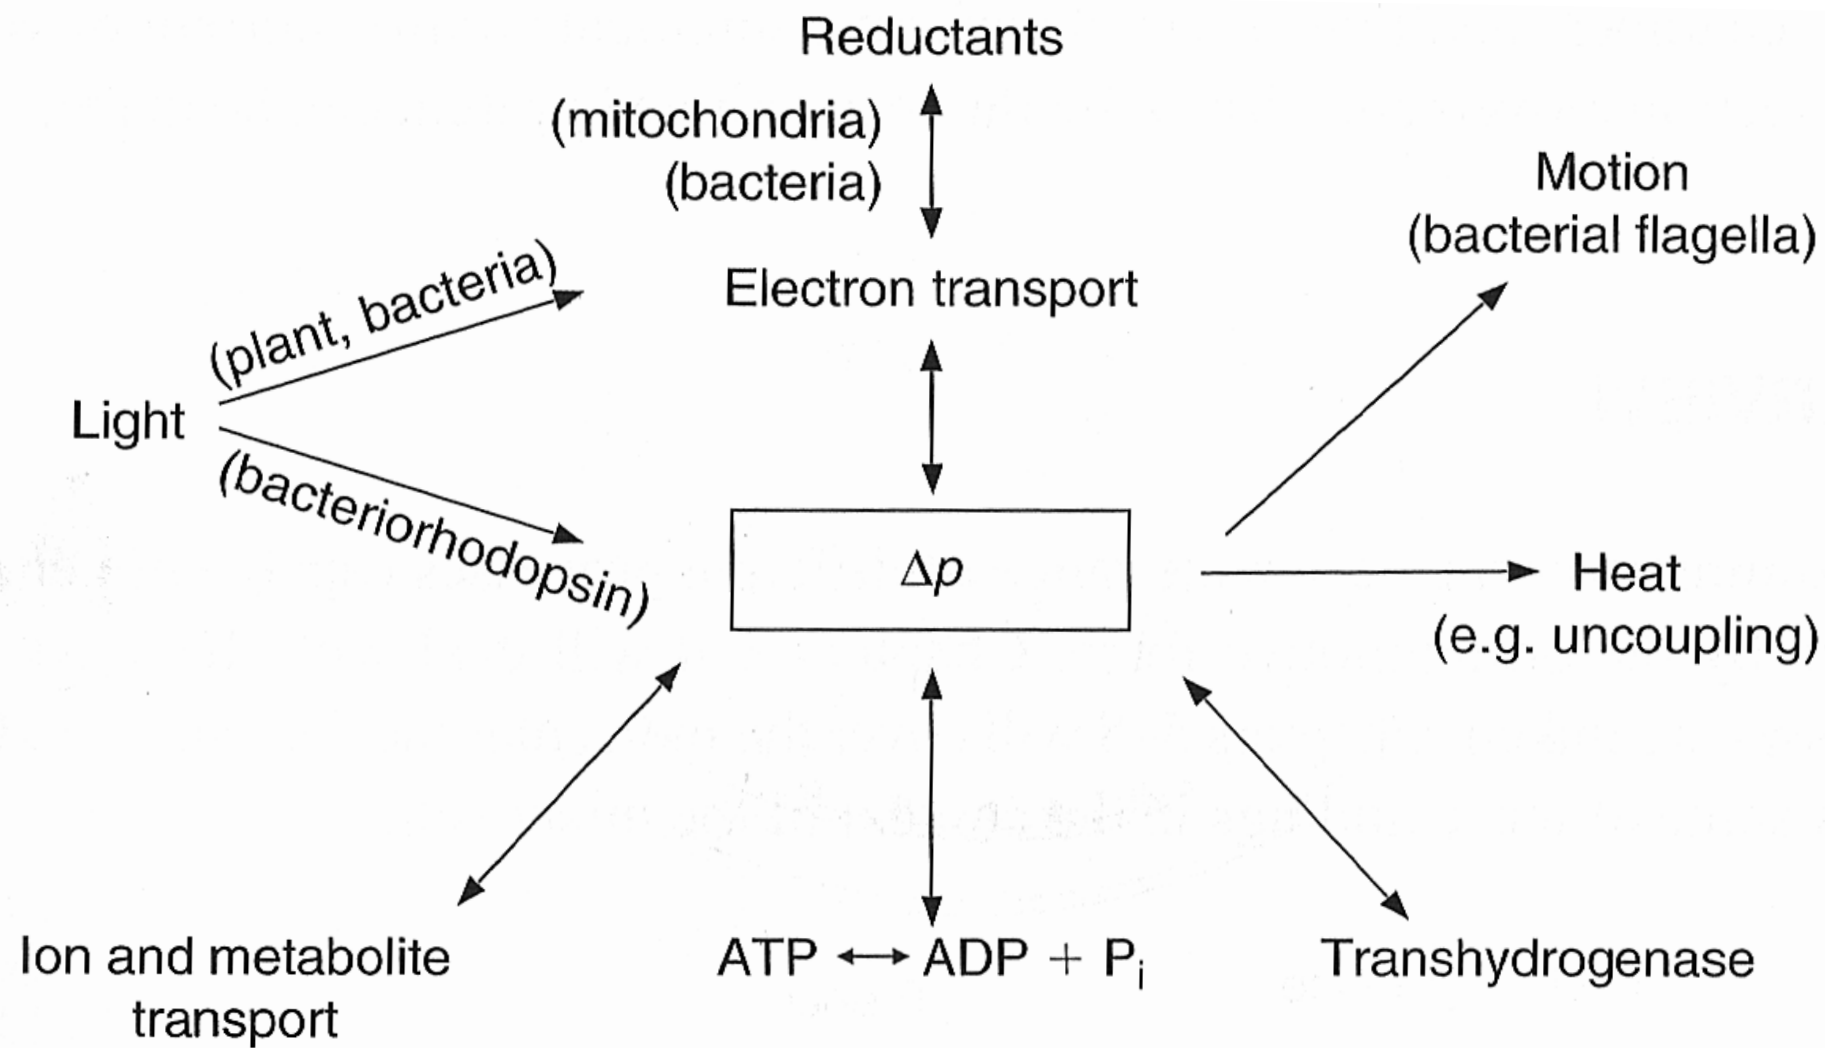 Reductants
(mitochondria)
(bacteria)
Motion
(bacterial flagella)
Electron transport
(plant, bacteria)
Light
(bacteriorhodopsin)
Δp
Heat
(e.g. uncoupling)
Ion and metabolite
transport
ATP ↔ ADP + Pi
Transhydrogenase